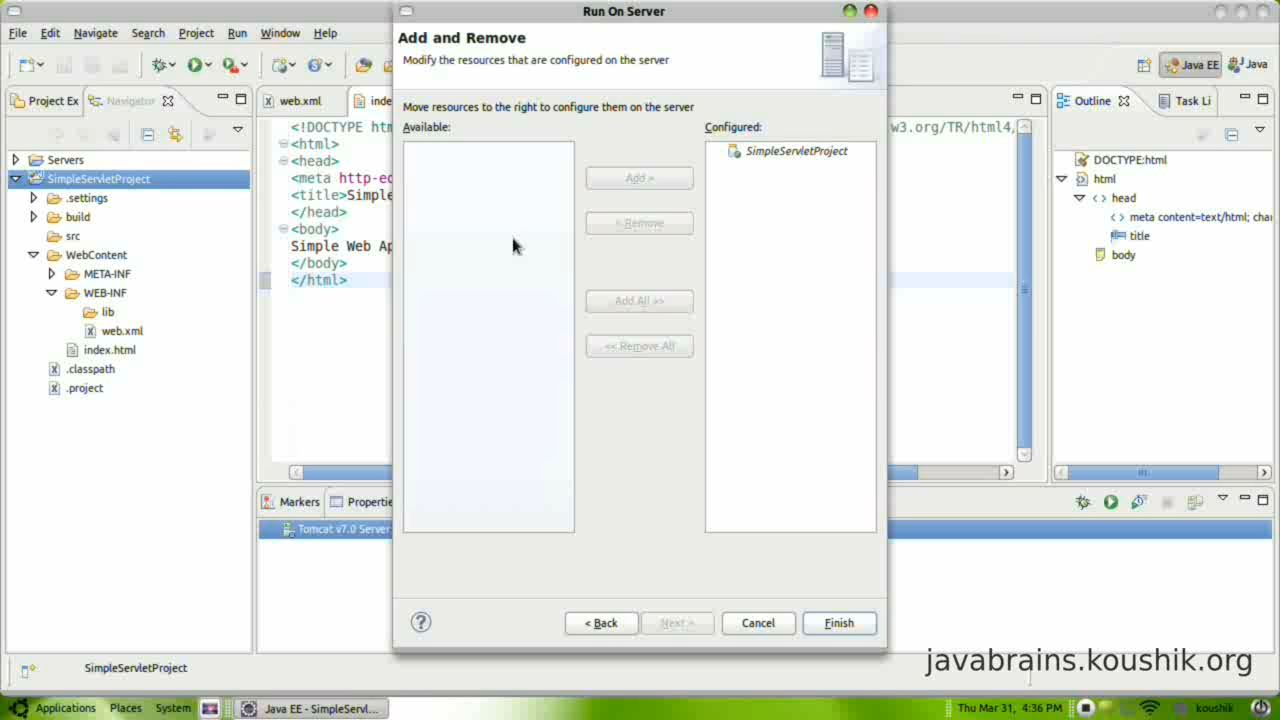 Run On Server
File Edit Navigate Search Project Run Window Help
Add and Remove
Modify the resources that are configured on the server
Java EE
Java
Project Ex
Navigator
web.xml
inde
Outline
Task Li
Move resources to the right to configure them on the server
Available:
Configured:
SimpleServletProject
Add >
< Remove
Add All >>
<< Remove All
Servers
SimpleServletProject
.settings
build
src
WebContent
META-INF
WEB-INF
lib
web.xml
index.html
.classpath
.project
<!DOCTYPE htm
w3.org/TR/html4/
<html>
<head>
<meta http-eq
<title>Simple
</head>
<body>
Simple Web Ap
</body>
</html>
DOCTYPE:html
html
head
meta content=text/html; char
title
body
Markers
Properties
Tomcat v7.0 Server
< Back
Next >
Cancel
Finish
SimpleServletProject
javabrains.koushik.org
Applications Places System
Java EE - SimpleServl...
Thu Mar 31, 4:36 PM
koushik